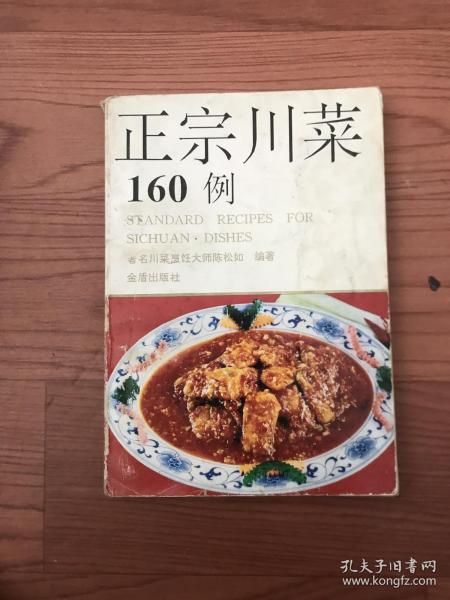 正宗川菜
160 例
STANDARD RECIPES FOR
SICHUAN·DISHES
著名川菜烹饪大师陈松如 编著
金盾出版社
孔夫子旧书网
www.kongfz.com